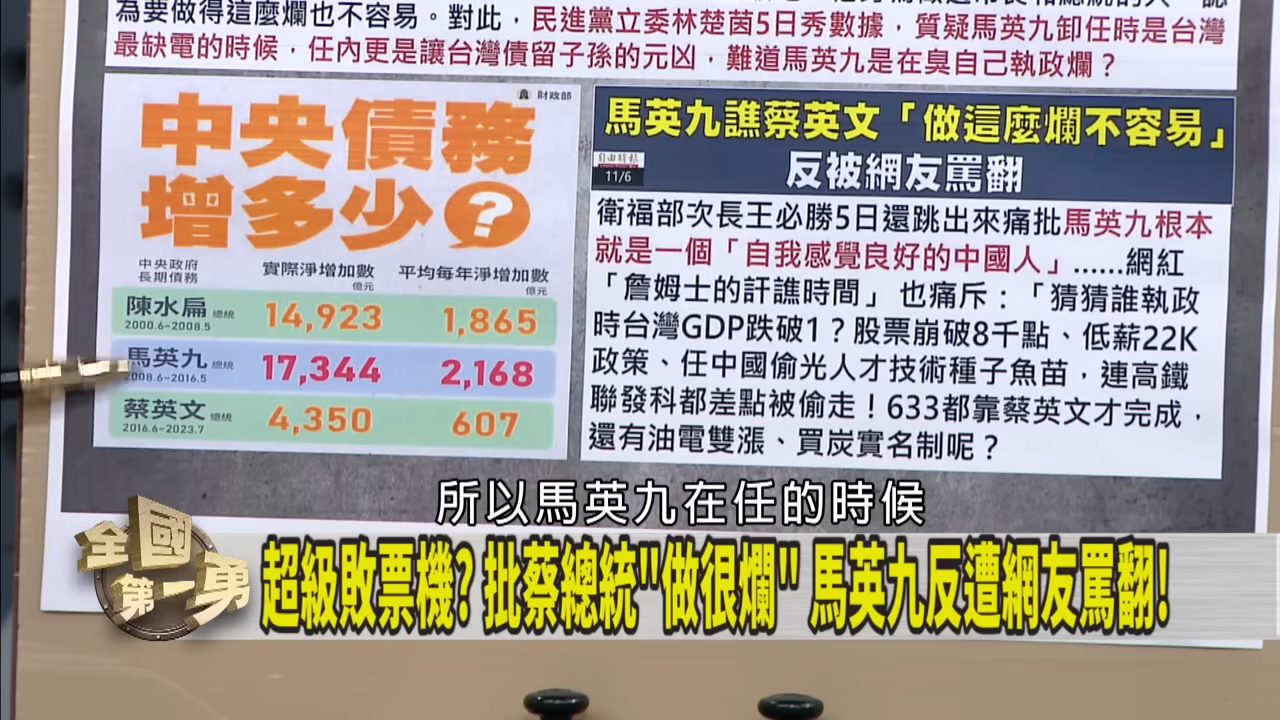 為要做得這麼爛也不容易。對此，民進黨立委林楚茵5日秀數據，質疑馬英九卸任時是台灣
最缺電的時候，任內更是讓台灣債留子孫的元凶，難道馬英九是在臭自己執政爛？
財政部
中央債務
增多少？
中央政府
長期債務
實際淨增加數
億元
平均每年淨增加數
億元
陳水扁總統
2000.6~2008.5
14,923
1,865
馬英九總統
2008.6~2016.5
17,344
2,168
蔡英文總統
2016.6~2023.7
4,350
607
馬英九譙蔡英文「做這麼爛不容易」
自由時報
11/6
反被網友罵翻
衛福部次長王必勝5日還跳出來痛批馬英九根本
就是一個「自我感覺良好的中國人」……網紅
「詹姆士的訐譙時間」也痛斥：「猜猜誰執政
時台灣GDP跌破1？股票崩破8千點、低薪22K
政策、任中國偷光人才技術種子魚苗，連高鐵
聯發科都差點被偷走！633都靠蔡英文才完成，
還有油電雙漲、買炭實名制呢？
所以馬英九在任的時候
全國第一勇
超級敗票機？批蔡總統"做很爛" 馬英九反遭網友罵翻！